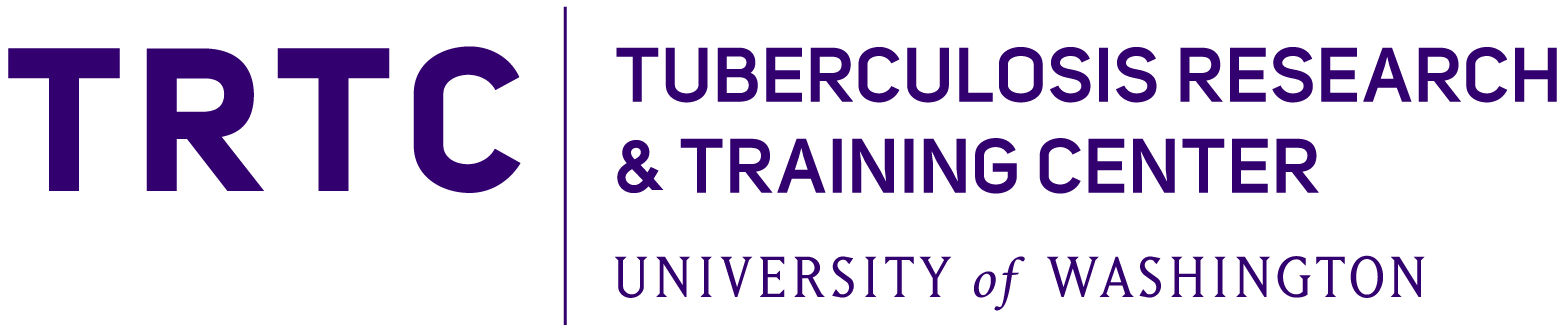 TRTC
TUBERCULOSIS RESEARCH
& TRAINING CENTER
UNIVERSITY of WASHINGTON